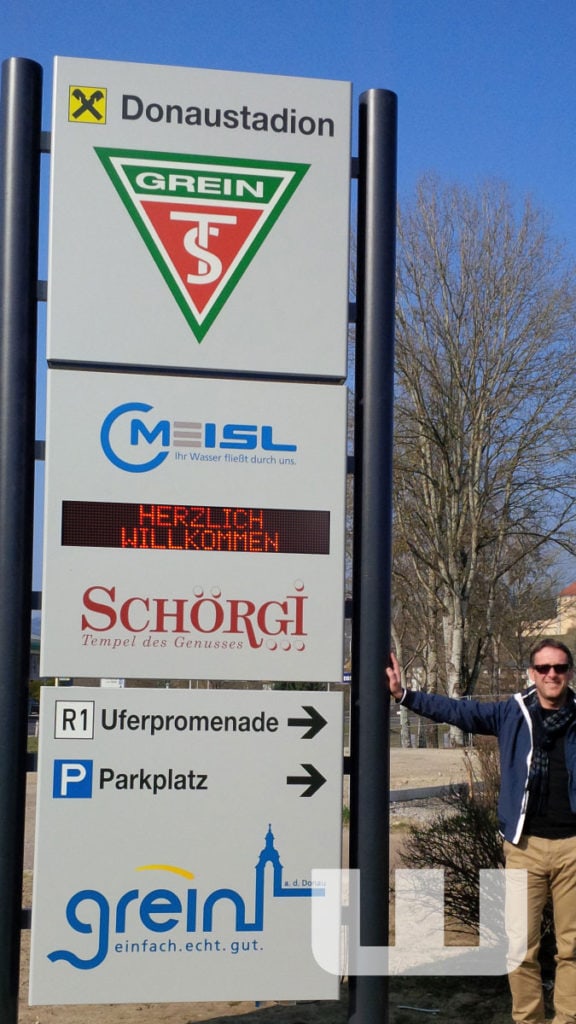 Donaustadion
GREIN
TS
MEISL
Ihr Wasser fließt durch uns.
HERZLICH
WILLKOMMEN
SCHÖRGI
Tempel des Genusses
R1 Uferpromenade
P Parkplatz
a. d. Donau
grein
einfach.echt.gut.
W